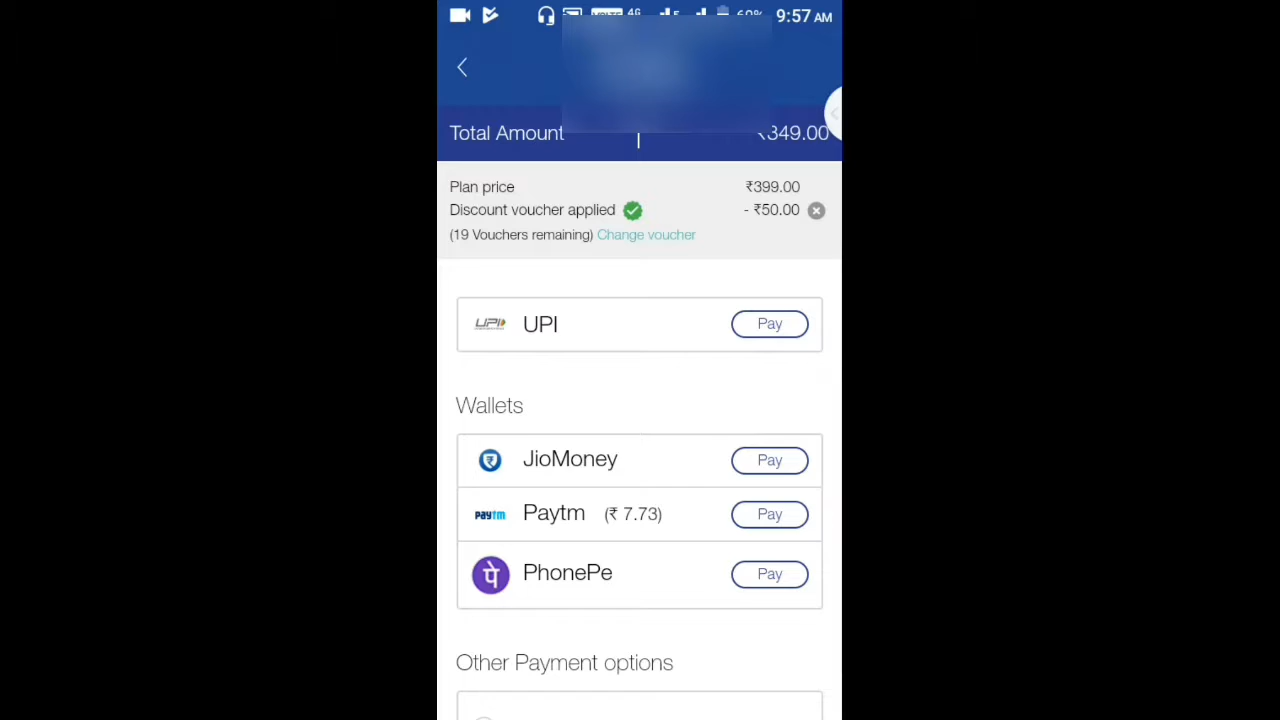 9:57 AM
Total Amount ₹349.00
Plan price ₹399.00
Discount voucher applied - ₹50.00
(19 Vouchers remaining) Change voucher
UPI UPI Pay
Wallets
JioMoney Pay
paytm Paytm (₹ 7.73) Pay
पे PhonePe Pay
Other Payment options